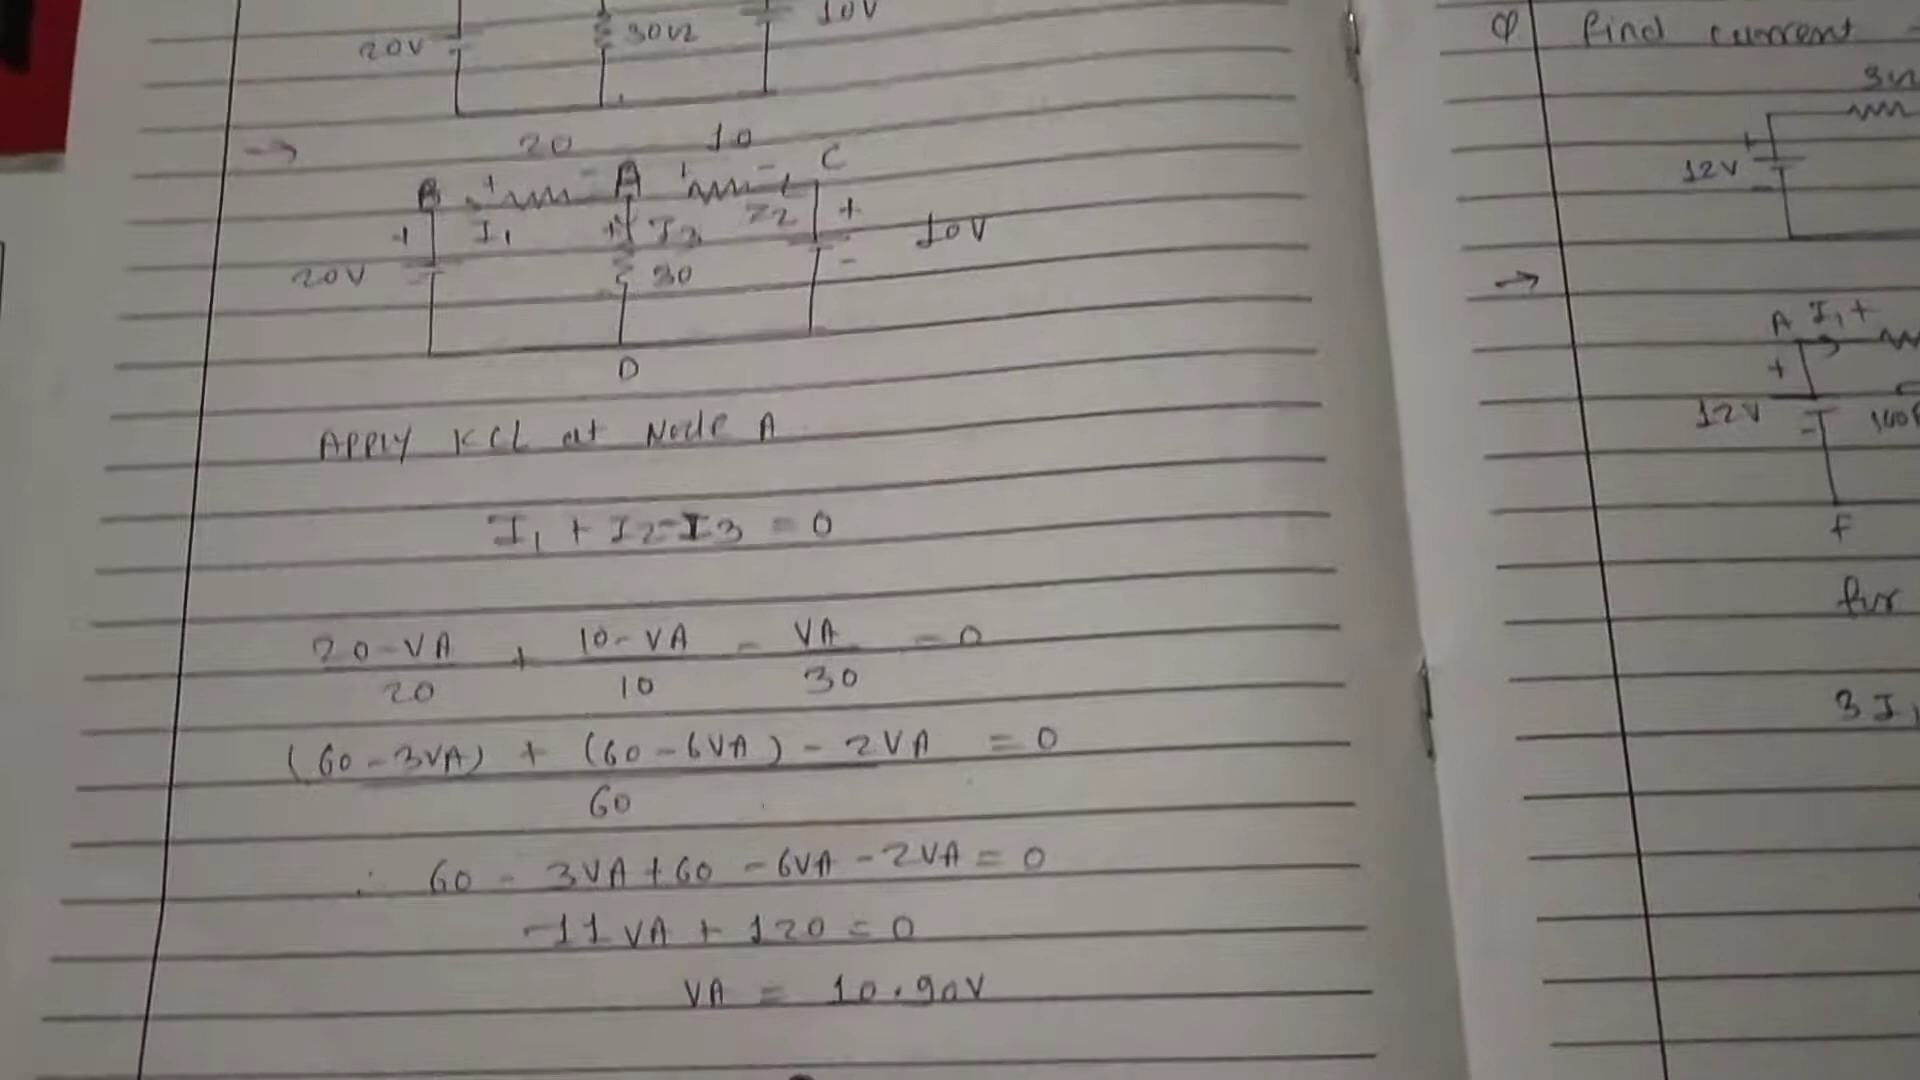 20V 30Ω 10V
→
20 10
B + - A + - C
+ I₁ + I₃ I₂ +
20V 30 - 10V
D
APPLY KCL at Node A
I₁ + I₂ - I₃ = 0
20-VA/20 + 10-VA/10 - VA/30 = 0
(60 - 3VA) + (60 - 6VA) - 2VA = 0
60
∴ 60 - 3VA + 60 - 6VA - 2VA = 0
-11 VA + 120 = 0
VA = 10.90V
Q find current
3Ω
+
12V
-
→
A I₁ +
+
12V
-
F
for
3I₁